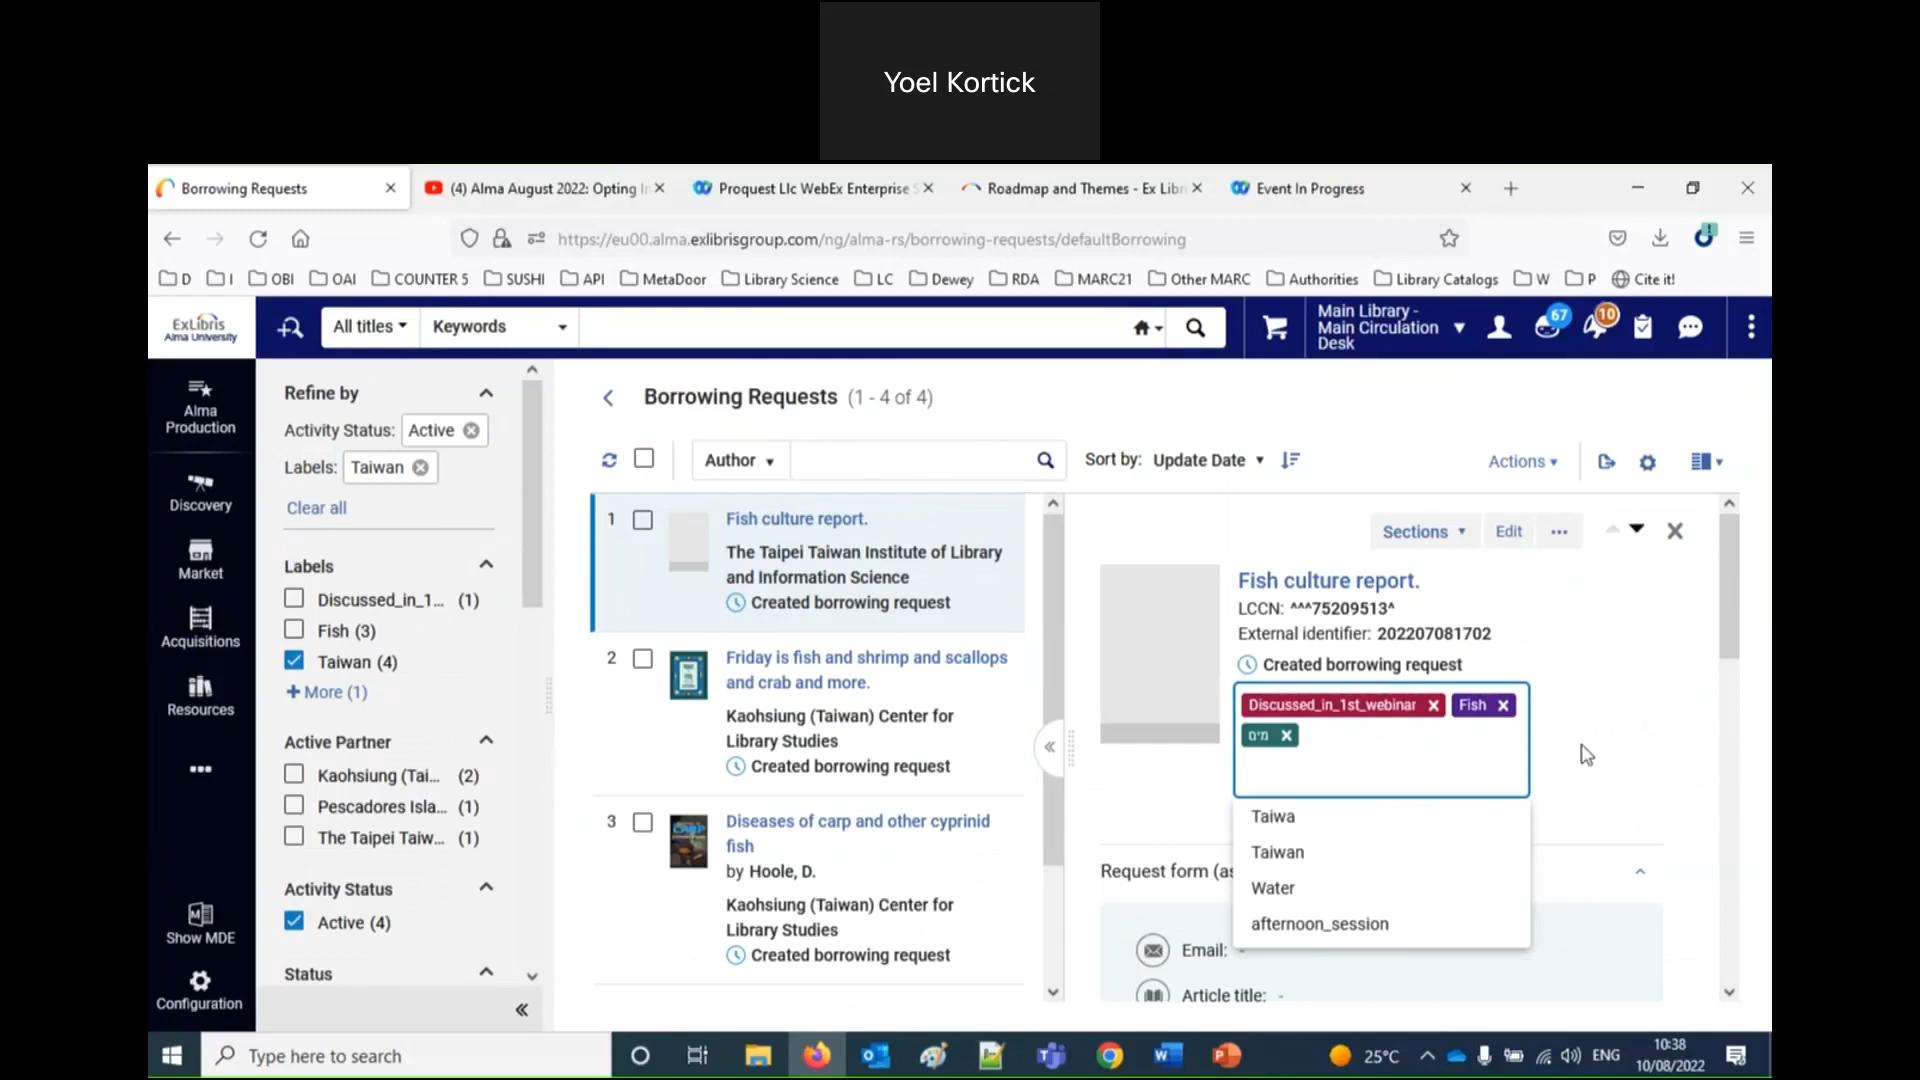 Yoel Kortick
Borrowing Requests
(4) Alma August 2022: Opting In
Proquest Llc WebEx Enterprise S
Roadmap and Themes - Ex Libri
Event In Progress
https://eu00.alma.exlibrisgroup.com/ng/alma-rs/borrowing-requests/defaultBorrowing
D I OBI OAI COUNTER 5 SUSHI API MetaDoor Library Science LC Dewey RDA MARC21 Other MARC Authorities Library Catalogs W P Cite it!
ExLibris
Alma University
All titles
Keywords
Main Library -
Main Circulation
Desk
67
10
Alma
Production
Discovery
Market
Acquisitions
Resources
Show MDE
Configuration
Refine by
Activity Status: Active
Labels: Taiwan
Clear all
Labels
Discussed_in_1... (1)
Fish (3)
Taiwan (4)
+ More (1)
Active Partner
Kaohsiung (Tai... (2)
Pescadores Isla... (1)
The Taipei Taiw... (1)
Activity Status
Active (4)
Status
Borrowing Requests (1 - 4 of 4)
Author
Sort by: Update Date
Actions
1
Fish culture report.
The Taipei Taiwan Institute of Library
and Information Science
Created borrowing request
2
Friday is fish and shrimp and scallops
and crab and more.
Kaohsiung (Taiwan) Center for
Library Studies
Created borrowing request
3
Diseases of carp and other cyprinid
fish
by Hoole, D.
Kaohsiung (Taiwan) Center for
Library Studies
Created borrowing request
Sections
Edit
Fish culture report.
LCCN: ^^^75209513^
External identifier: 202207081702
Created borrowing request
Discussed_in_1st_webinar Fish
מים
Taiwa
Taiwan
Water
afternoon_session
Request form (as
Email: -
Article title: -
Type here to search
25°C
ENG
10:38
10/08/2022